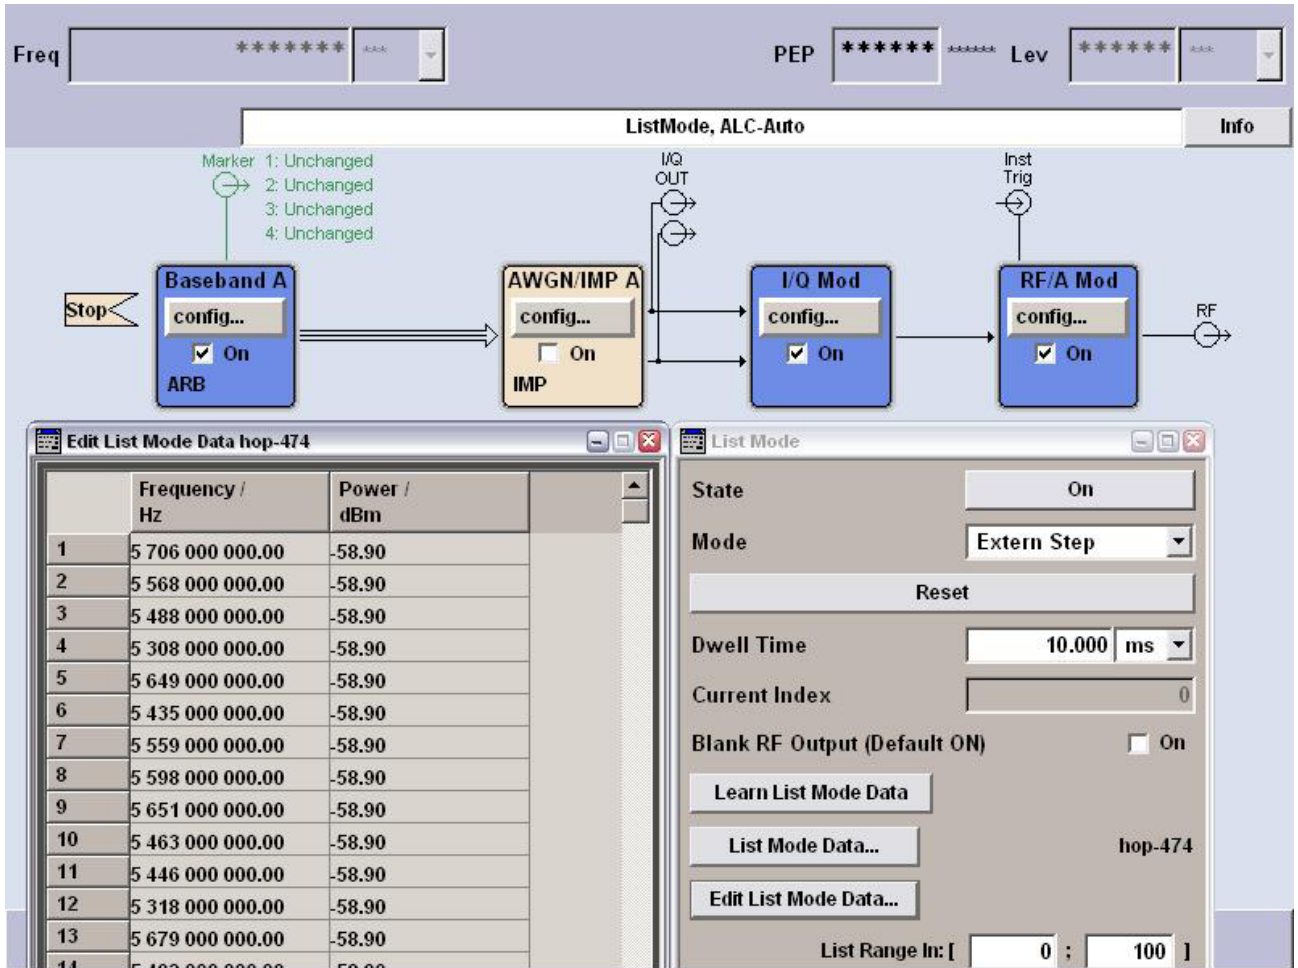 Freq ******* *** PEP ****** ****** Lev ****** ***
ListMode, ALC-Auto Info
Marker 1: Unchanged
2: Unchanged
3: Unchanged
4: Unchanged
I/Q
OUT
Inst
Trig
Stop
Baseband A
config...
On
ARB
AWGN/IMP A
config...
On
IMP
I/Q Mod
config...
On
RF/A Mod
config...
On
RF
Edit List Mode Data hop-474
Frequency / Hz Power / dBm
1 5 706 000 000.00 -58.90
2 5 568 000 000.00 -58.90
3 5 488 000 000.00 -58.90
4 5 308 000 000.00 -58.90
5 5 649 000 000.00 -58.90
6 5 435 000 000.00 -58.90
7 5 559 000 000.00 -58.90
8 5 598 000 000.00 -58.90
9 5 651 000 000.00 -58.90
10 5 463 000 000.00 -58.90
11 5 446 000 000.00 -58.90
12 5 318 000 000.00 -58.90
13 5 679 000 000.00 -58.90
List Mode
State On
Mode Extern Step
Reset
Dwell Time 10.000 ms
Current Index 0
Blank RF Output (Default ON) On
Learn List Mode Data
List Mode Data... hop-474
Edit List Mode Data...
List Range In: [ 0 ; 100 ]